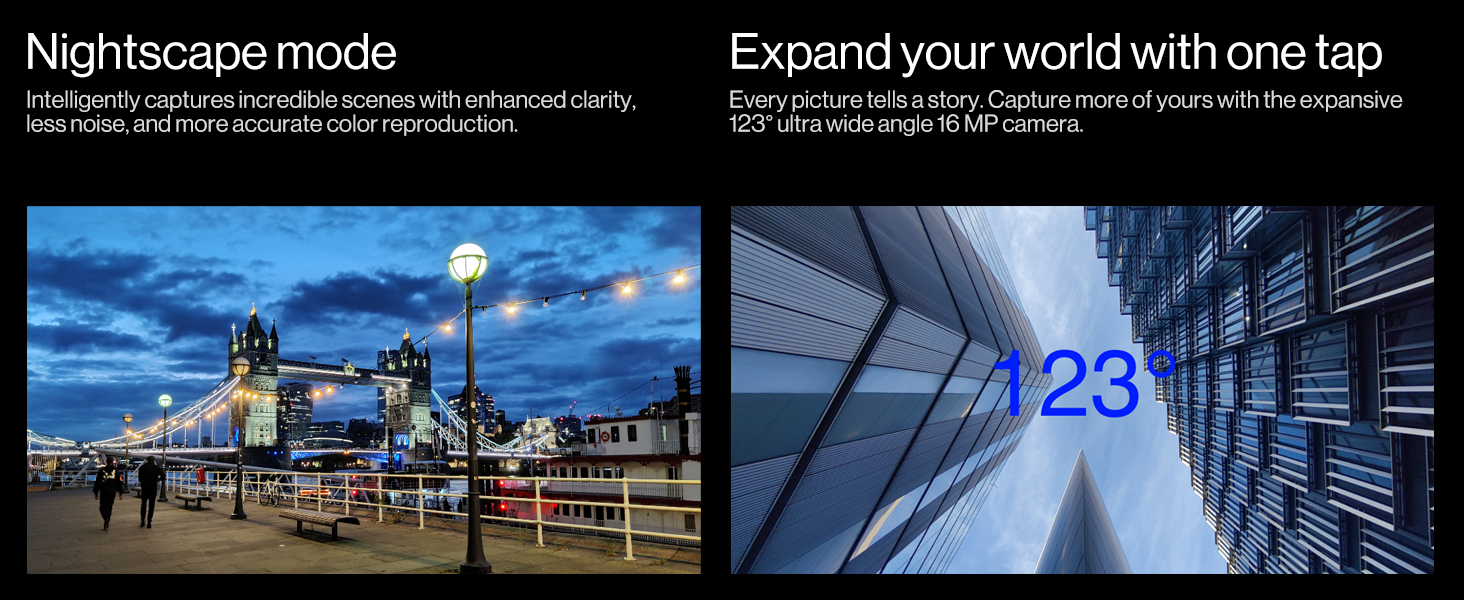 Nightscape mode
Intelligently captures incredible scenes with enhanced clarity,
less noise, and more accurate color reproduction.
Expand your world with one tap
Every picture tells a story. Capture more of yours with the expansive
123° ultra wide angle 16 MP camera.
123°